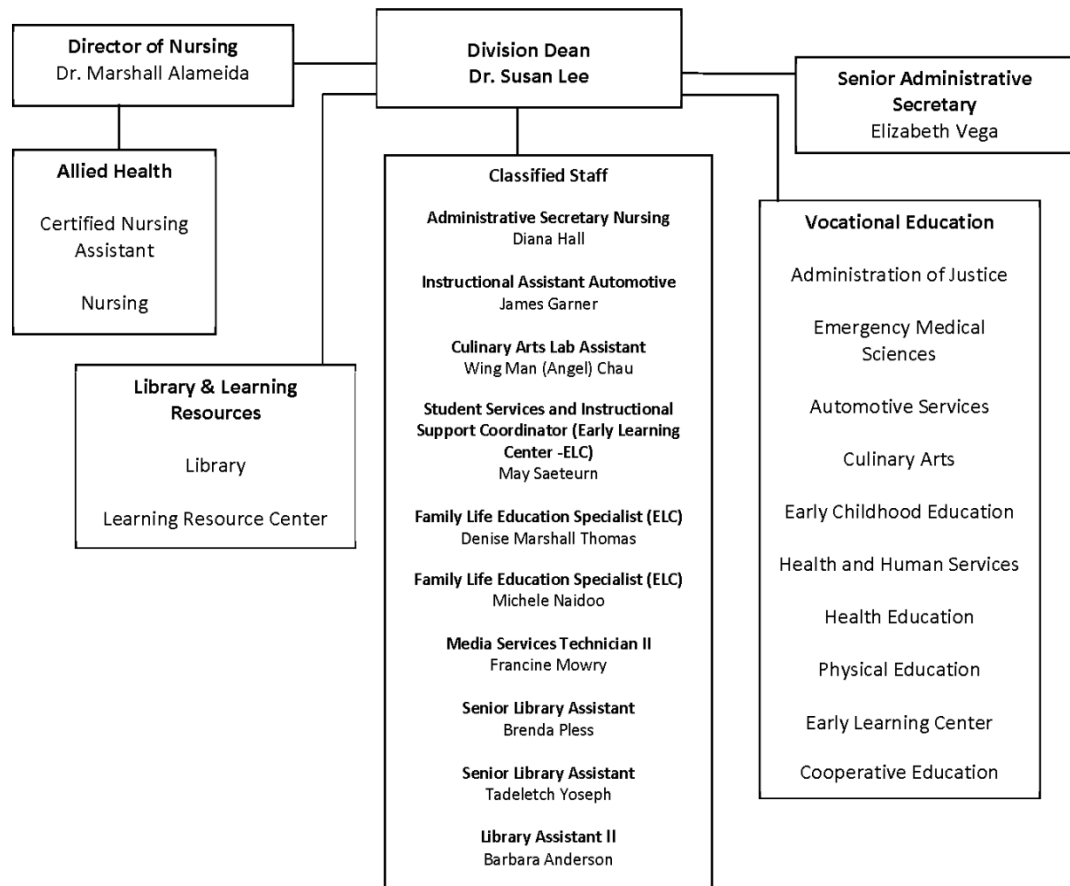 Director of Nursing
Dr. Marshall Alameida
Division Dean
Dr. Susan Lee
Senior Administrative
Secretary
Elizabeth Vega
Allied Health
Certified Nursing
Assistant
Nursing
Library & Learning
Resources
Library
Learning Resource Center
Classified Staff
Administrative Secretary Nursing
Diana Hall
Instructional Assistant Automotive
James Garner
Culinary Arts Lab Assistant
Wing Man (Angel) Chau
Student Services and Instructional
Support Coordinator (Early Learning
Center -ELC)
May Saeteurn
Family Life Education Specialist (ELC)
Denise Marshall Thomas
Family Life Education Specialist (ELC)
Michele Naidoo
Media Services Technician II
Francine Mowry
Senior Library Assistant
Brenda Pless
Senior Library Assistant
Tadeletch Yoseph
Library Assistant II
Barbara Anderson
Vocational Education
Administration of Justice
Emergency Medical
Sciences
Automotive Services
Culinary Arts
Early Childhood Education
Health and Human Services
Health Education
Physical Education
Early Learning Center
Cooperative Education